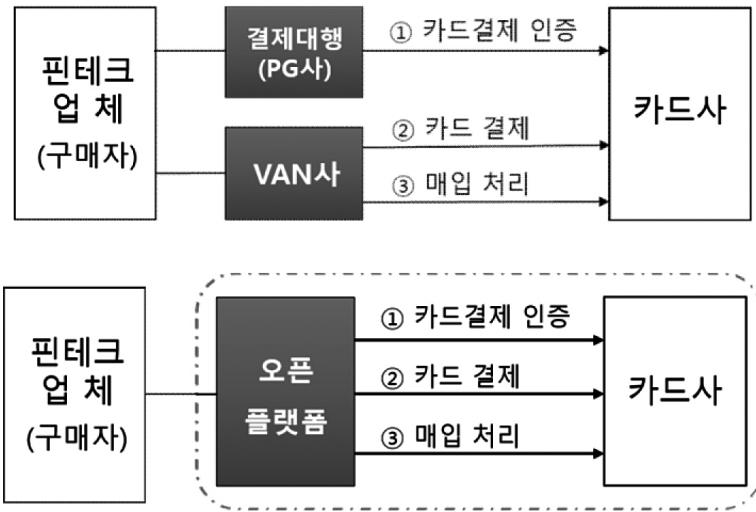 핀테크
업 체
(구매자)
결제대행
(PG사)
① 카드결제 인증
VAN사
② 카드 결제
③ 매입 처리
카드사
핀테크
업 체
(구매자)
오픈
플랫폼
① 카드결제 인증
② 카드 결제
③ 매입 처리
카드사